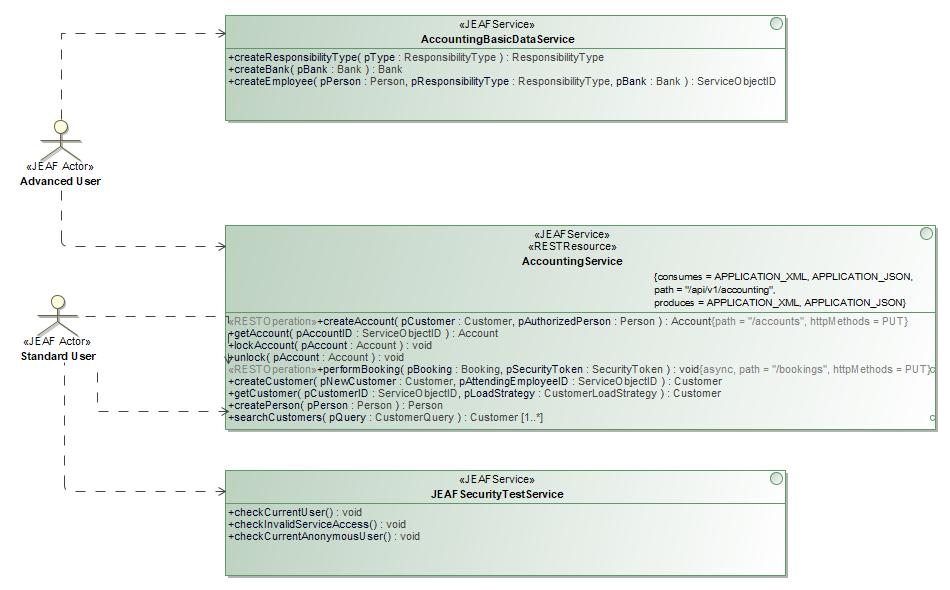 «JEAFService»
AccountingBasicDataService
+createResponsibilityType( pType : ResponsibilityType ) : ResponsibilityType
+createBank( pBank : Bank ) : Bank
+createEmployee( pPerson : Person, pResponsibilityType : ResponsibilityType, pBank : Bank ) : ServiceObjectID
«JEAF Actor»
Advanced User
«JEAFService»
«RESTResource»
AccountingService
{consumes = APPLICATION_XML, APPLICATION_JSON,
path = "/api/v1/accounting",
produces = APPLICATION_XML, APPLICATION_JSON}
«RESTOperation»+createAccount( pCustomer : Customer, pAuthorizedPerson : Person ) : Account{path = "/accounts", httpMethods = PUT}
+getAccount( pAccountID : ServiceObjectID ) : Account
+lockAccount( pAccount : Account ) : void
+unlock( pAccount : Account ) : void
«RESTOperation»+performBooking( pBooking : Booking, pSecurityToken : SecurityToken ) : void{async, path = "/bookings", httpMethods = PUT}
+createCustomer( pNewCustomer : Customer, pAttendingEmployeeID : ServiceObjectID ) : Customer
+getCustomer( pCustomerID : ServiceObjectID, pLoadStrategy : CustomerLoadStrategy ) : Customer
+createPerson( pPerson : Person ) : Person
+searchCustomers( pQuery : CustomerQuery ) : Customer [1..*]
«JEAF Actor»
Standard User
«JEAFService»
JEAFSecurityTestService
+checkCurrentUser() : void
+checkInvalidServiceAccess() : void
+checkCurrentAnonymousUser() : void